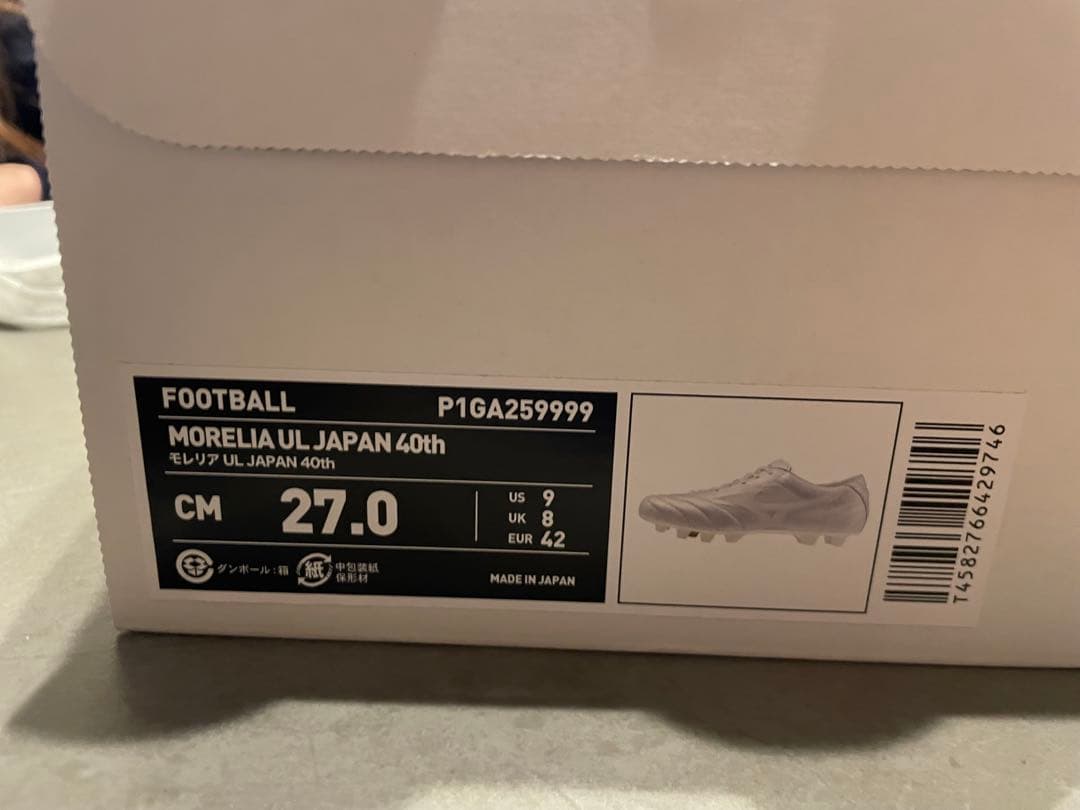 FOOTBALL P1GA259999
MORELIA UL JAPAN 40th
モレリア UL JAPAN 40th
CM 27.0
US 9
UK 8
EUR 42
ダンボール:箱
紙
中包装紙
保形材
MADE IN JAPAN
T4582766429746